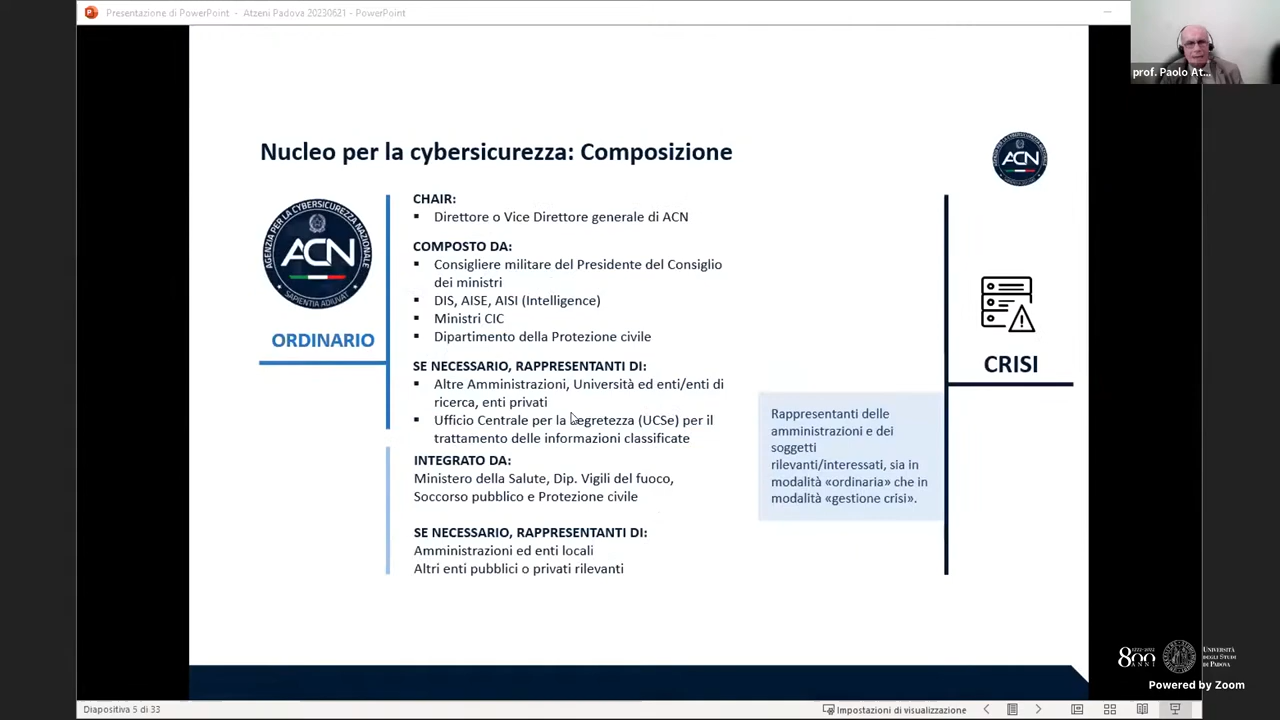 Presentazione di PowerPoint - Atzeni Padova 20230621 - PowerPoint
prof. Paolo At...
Nucleo per la cybersicurezza: Composizione
ACN
AGENZIA PER LA CYBERSICUREZZA NAZIONALE
ACN
SAPIENTIA ADIUVAT
ORDINARIO
CHAIR:
▪ Direttore o Vice Direttore generale di ACN
COMPOSTO DA:
▪ Consigliere militare del Presidente del Consiglio
dei ministri
▪ DIS, AISE, AISI (Intelligence)
▪ Ministri CIC
▪ Dipartimento della Protezione civile
SE NECESSARIO, RAPPRESENTANTI DI:
▪ Altre Amministrazioni, Università ed enti/enti di
ricerca, enti privati
▪ Ufficio Centrale per la Segretezza (UCSe) per il
trattamento delle informazioni classificate
INTEGRATO DA:
Ministero della Salute, Dip. Vigili del fuoco,
Soccorso pubblico e Protezione civile
SE NECESSARIO, RAPPRESENTANTI DI:
Amministrazioni ed enti locali
Altri enti pubblici o privati rilevanti
CRISI
Rappresentanti delle
amministrazioni e dei
soggetti
rilevanti/interessati, sia in
modalità «ordinaria» che in
modalità «gestione crisi».
1222-2022
800
ANNI
UNIVERSITÀ
DEGLI STUDI
DI PADOVA
Powered by Zoom
Diapositiva 5 di 33
Impostazioni di visualizzazione